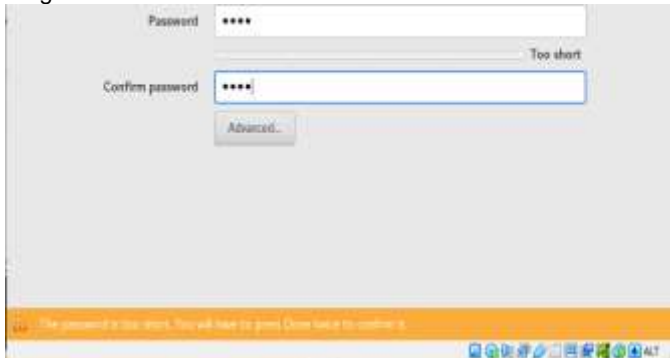 Password ••••
Too short
Confirm password ••••
Advanced...
The password is too short. You will have to press Done twice to confirm it.
ALT